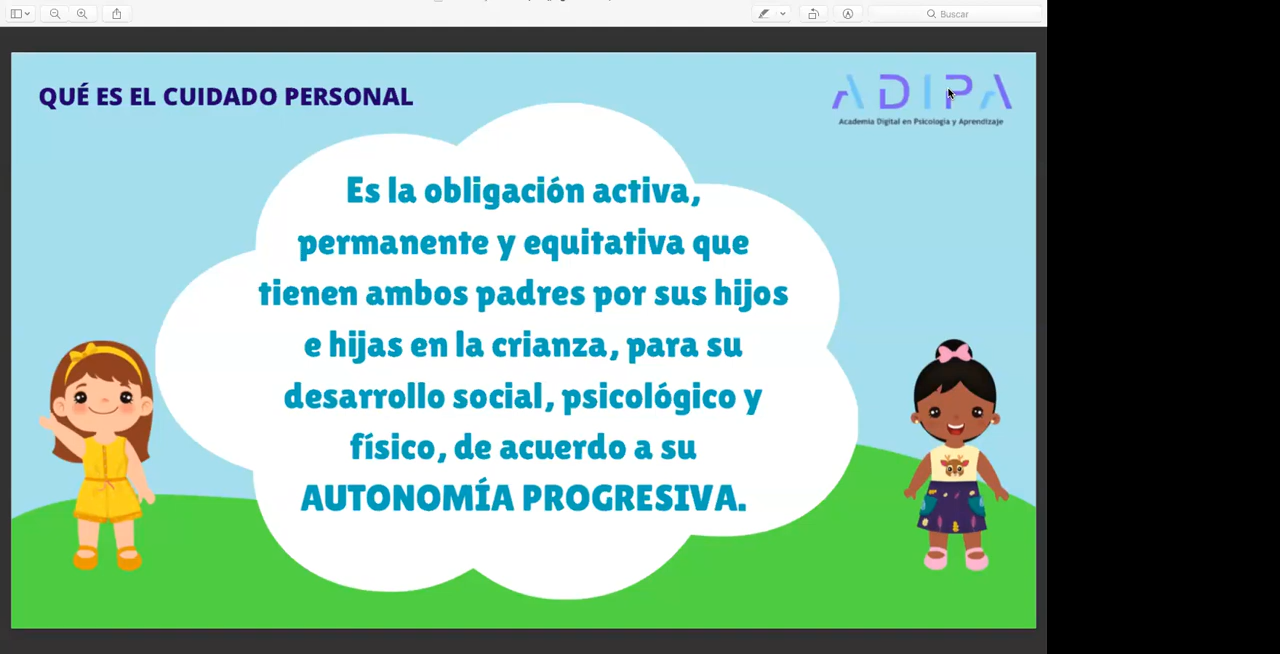 Buscar
QUÉ ES EL CUIDADO PERSONAL
ADIPA
Academia Digital en Psicología y Aprendizaje
Es la obligación activa,
permanente y equitativa que
tienen ambos padres por sus hijos
e hijas en la crianza, para su
desarrollo social, psicológico y
físico, de acuerdo a su
AUTONOMÍA PROGRESIVA.